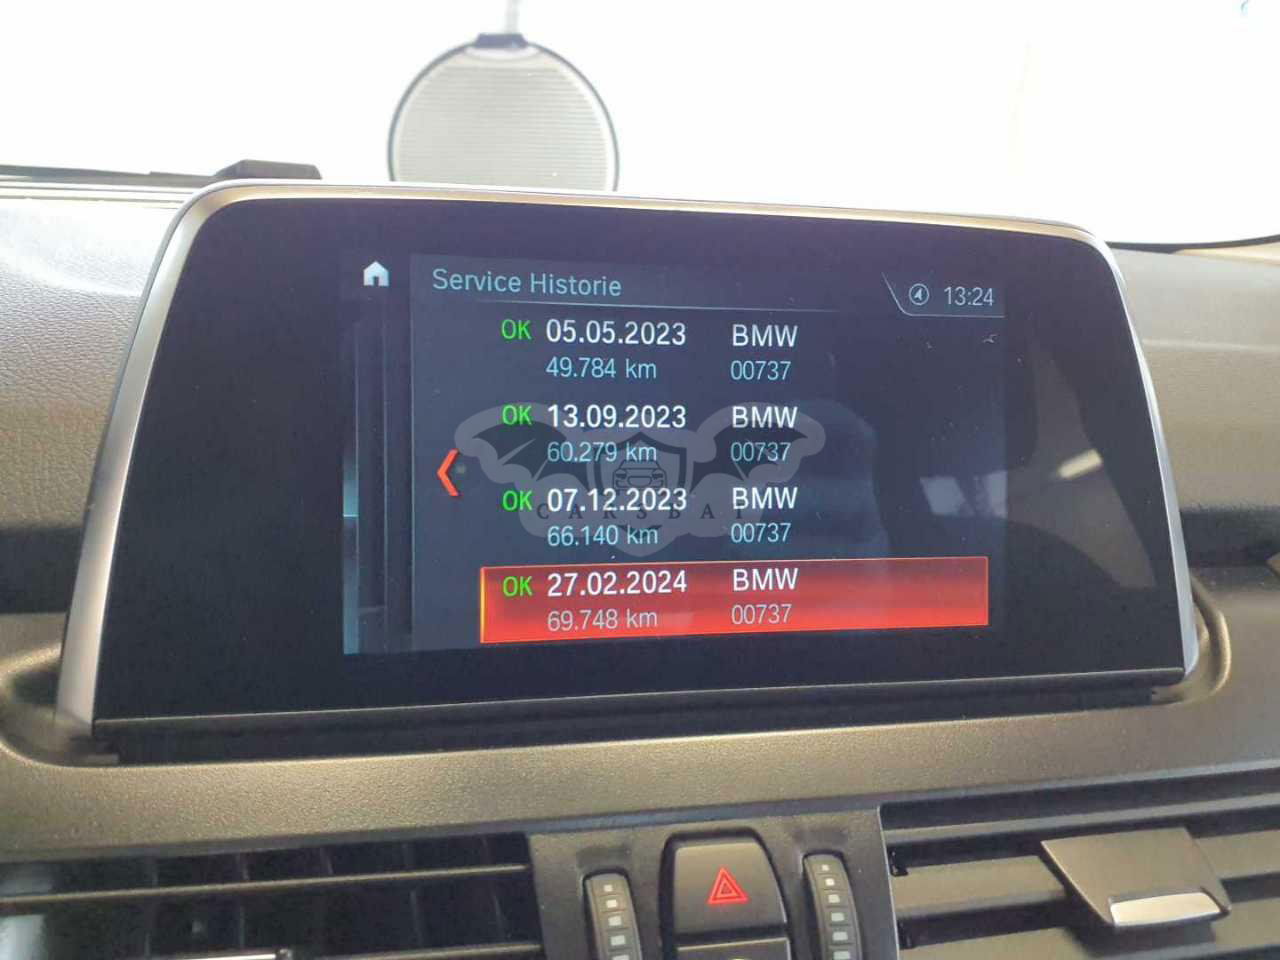 Service Historie
13:24
OK 05.05.2023 BMW
49.784 km 00737
OK 13.09.2023 BMW
60.279 km 00737
OK 07.12.2023 BMW
CARSBAT
66.140 km 00737
OK 27.02.2024 BMW
69.748 km 00737